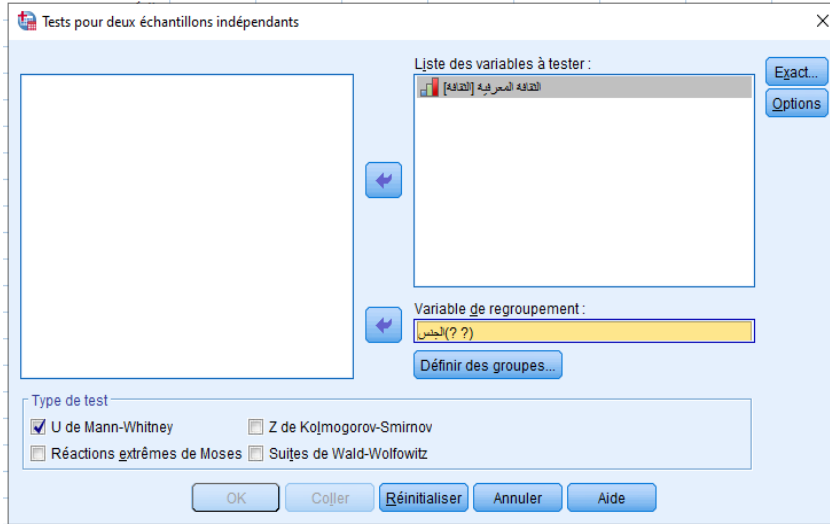 Tests pour deux échantillons indépendants
Liste des variables à tester :
الثقافة المعرفية [الثقافة]
Exact...
Options
Variable de regroupement :
الجنس(? ?)
Définir des groupes...
Type de test
U de Mann-Whitney
Z de Kolmogorov-Smirnov
Réactions extrêmes de Moses
Suites de Wald-Wolfowitz
OK
Coller
Réinitialiser
Annuler
Aide